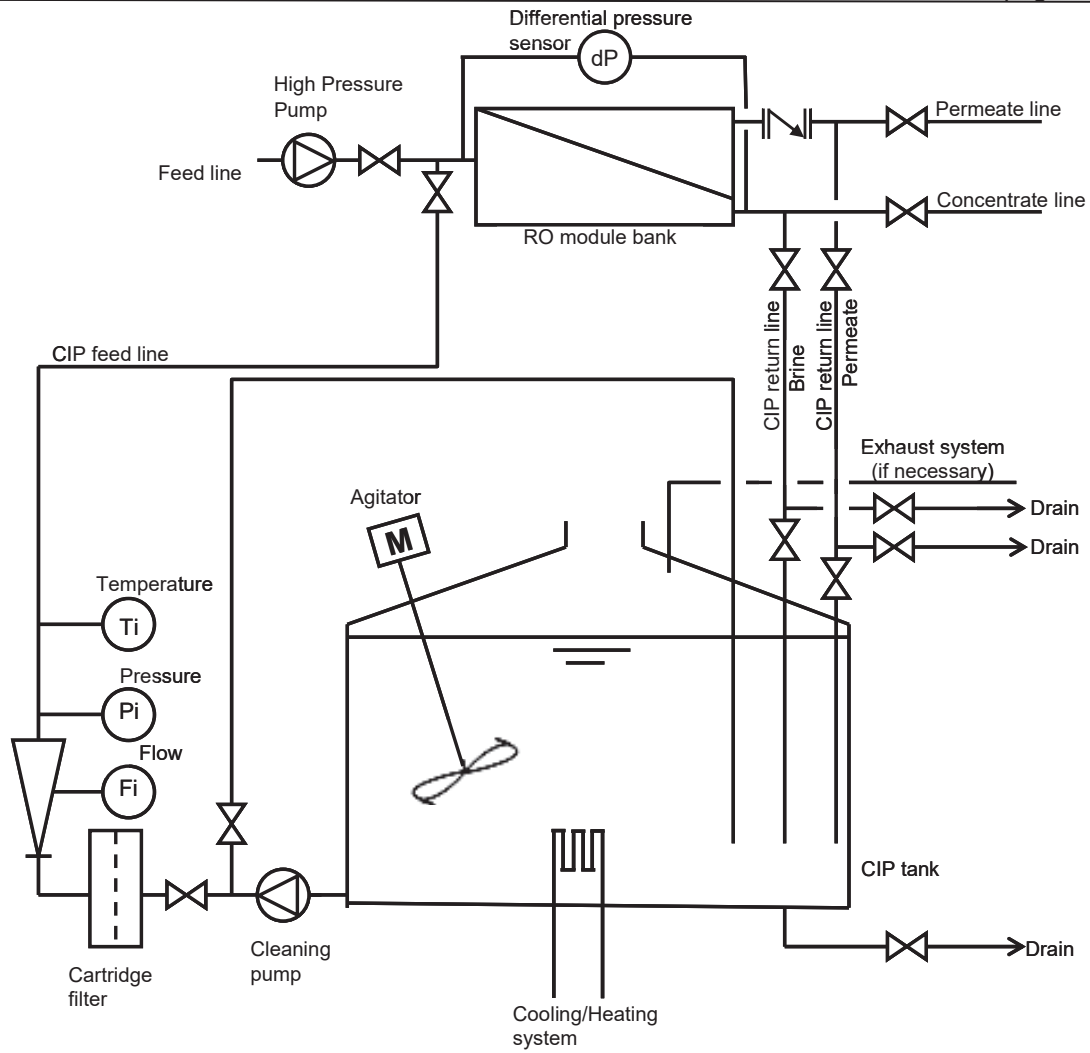 Differential pressure
sensor
dP
High Pressure
Pump
Permeate line
Feed line
Concentrate line
RO module bank
CIP feed line
CIP return line
Brine
CIP return line
Permeate
Exhaust system
(if necessary)
Agitator
M
Drain
Drain
Temperature
Ti
Pressure
Pi
Flow
Fi
CIP tank
Cleaning
pump
Drain
Cartridge
filter
Cooling/Heating
system